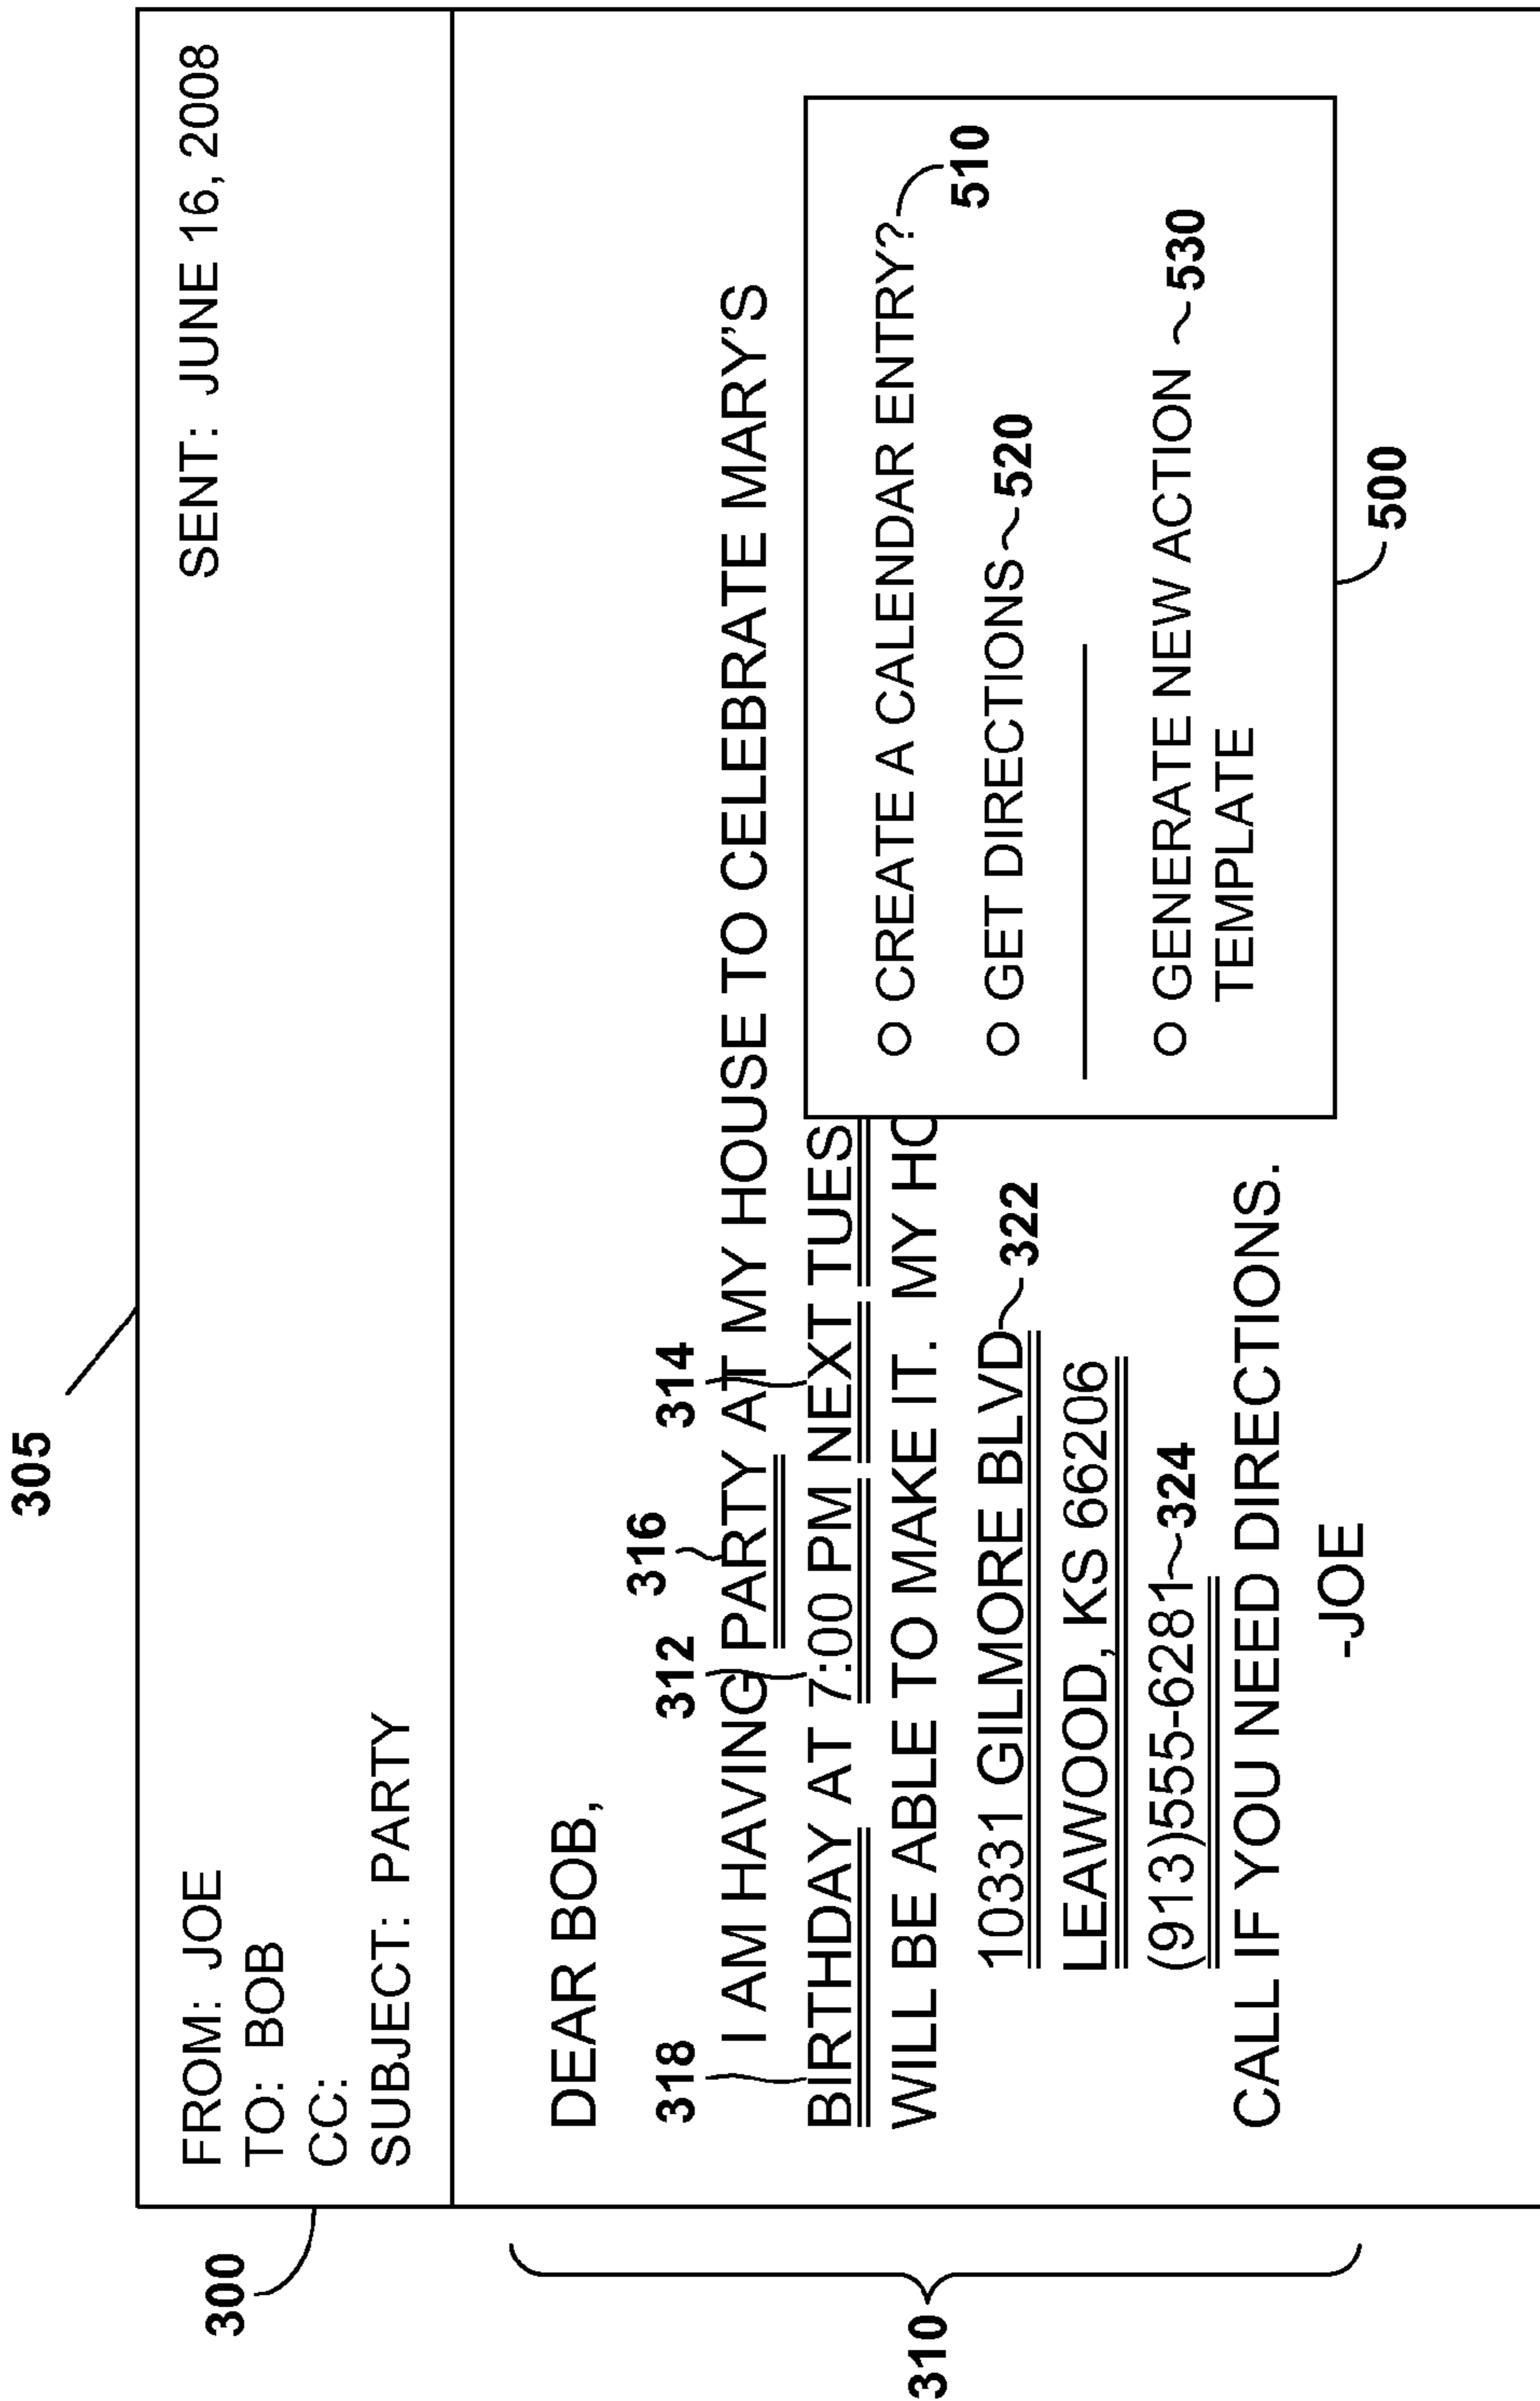 305
300
FROM: JOE
SENT: JUNE 16, 2008
TO: BOB
CC:
SUBJECT: PARTY
310
DEAR BOB,
318
312
316
314
I AM HAVING PARTY AT MY HOUSE TO CELEBRATE MARY'S
BIRTHDAY AT 7:00 PM NEXT TUES
WILL BE ABLE TO MAKE IT. MY HO
10331 GILMORE BLVD 322
LEAWOOD, KS 66206
(913)555-6281 324
CALL IF YOU NEED DIRECTIONS.
-JOE
CREATE A CALENDAR ENTRY?
510
GET DIRECTIONS 520
GENERATE NEW ACTION 530
TEMPLATE
500